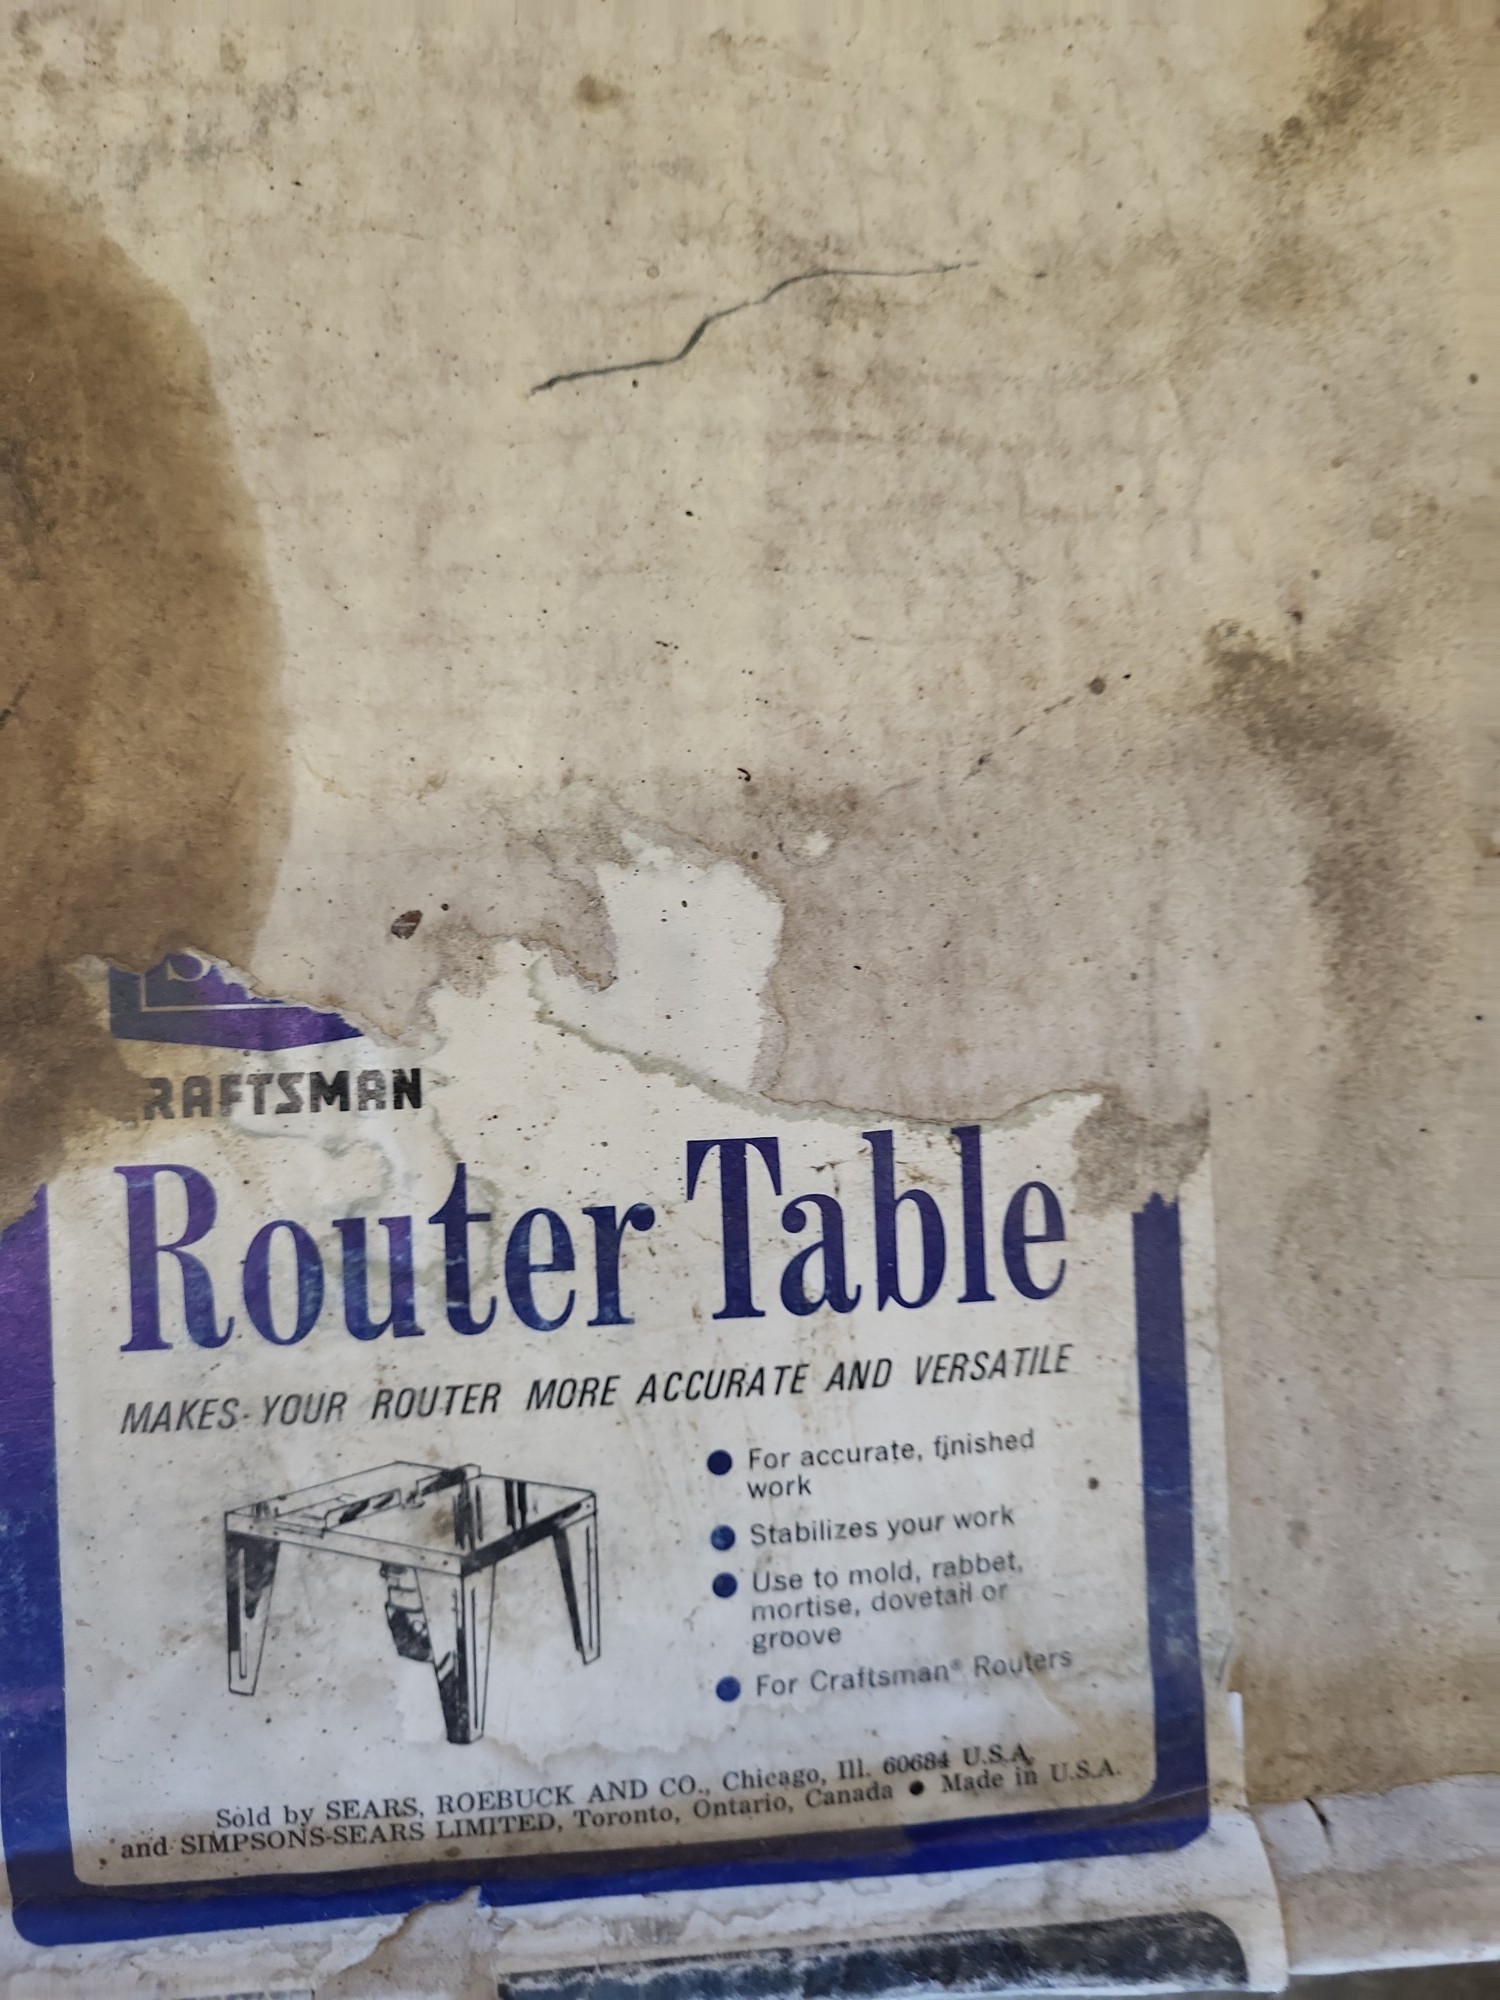 RAFTSMAN
Router Table
MAKES YOUR ROUTER MORE ACCURATE AND VERSATILE
● For accurate, finished
work
● Stabilizes your work
● Use to mold, rabbet,
mortise, dovetail or
groove
● For Craftsman® Routers
Sold by SEARS, ROEBUCK AND CO., Chicago, Ill. 60684 U.S.A.
and SIMPSONS-SEARS LIMITED, Toronto, Ontario, Canada ● Made in U.S.A.